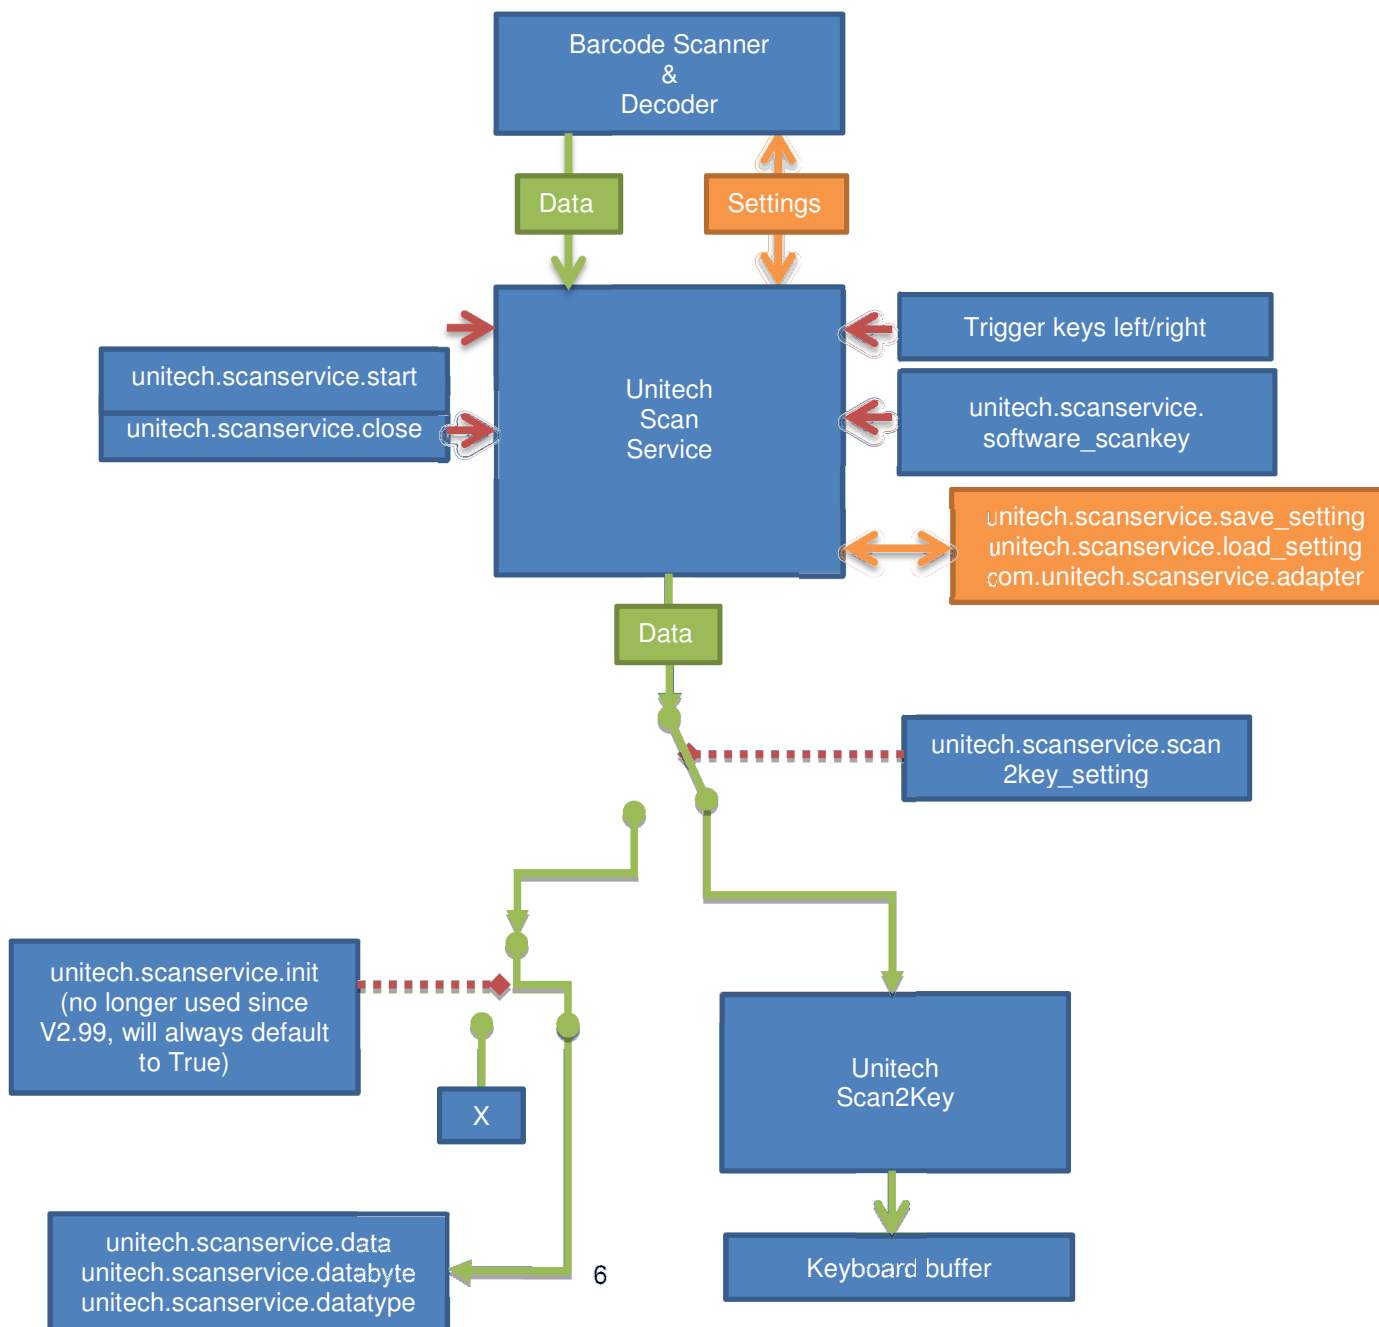 Barcode Scanner
&
Decoder
Data
Settings
unitech.scanservice.start
unitech.scanservice.close
Unitech
Scan
Service
Trigger keys left/right
unitech.scanservice.
software_scankey
unitech.scanservice.save_setting
unitech.scanservice.load_setting
com.unitech.scanservice.adapter
Data
unitech.scanservice.scan
2key_setting
unitech.scanservice.init
(no longer used since
V2.99, will always default
to True)
X
Unitech
Scan2Key
unitech.scanservice.data
unitech.scanservice.databyte
unitech.scanservice.datatype
6
Keyboard buffer